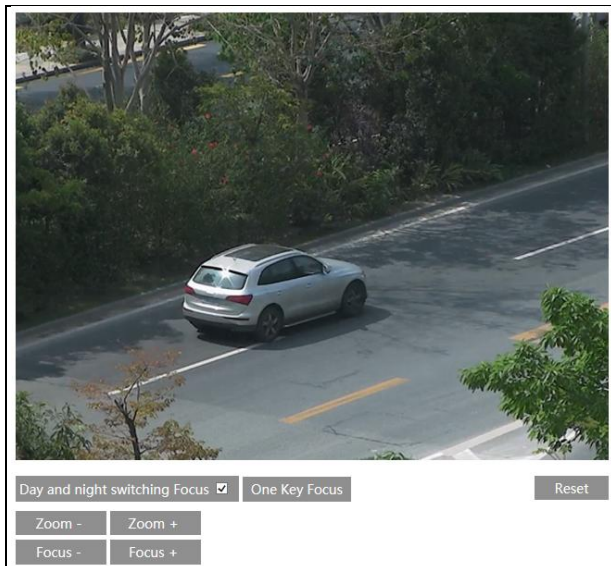 Day and night switching Focus One Key Focus Reset
Zoom - Zoom +
Focus - Focus +